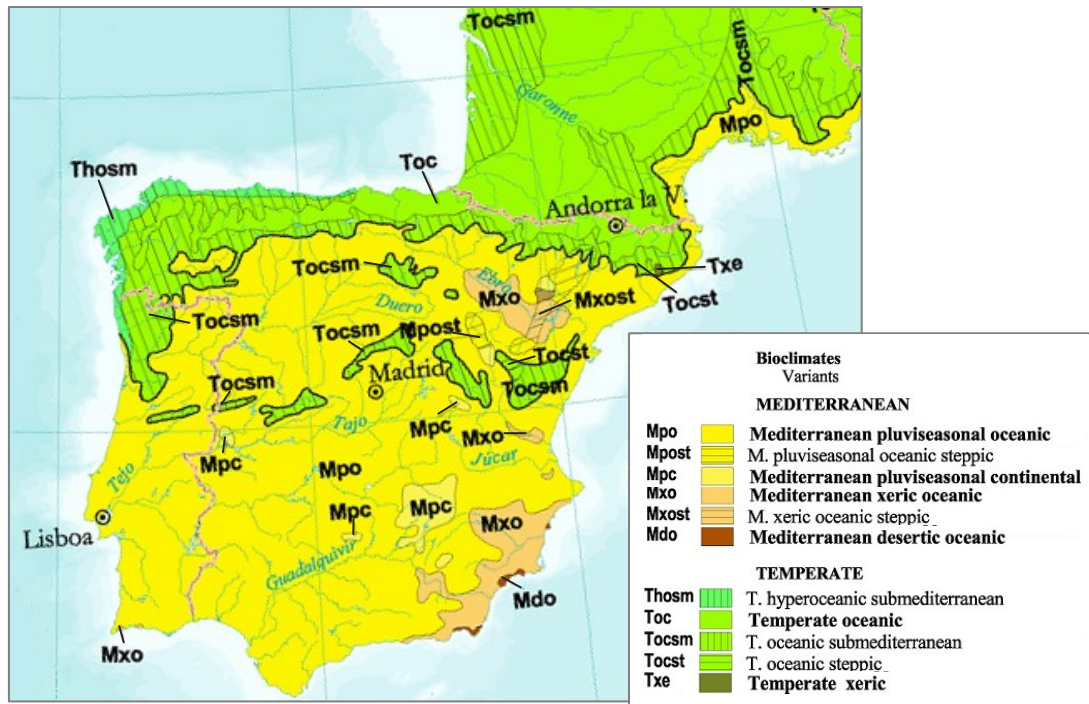 Tocsm
Garonne
Mpo
Thosm
Toc
Andorra la V.
Tocsm
Ebro
Txe
Mxo
Mxost
Duero
Tocst
Tocsm
Tocsm
Mpost
Tocst
Madrid
Tocsm
Tocsm
Mpc
Tajo
Mxo
Júcar
Mpc
Mpo
Tejo
Mpc
Mpc
Mxo
Lisboa
Guadalquivir
Mdo
Mxo
Bioclimates
Variants
MEDITERRANEAN
Mpo Mediterranean pluviseasonal oceanic
Mpost M. pluviseasonal oceanic steppic
Mpc Mediterranean pluviseasonal continental
Mxo Mediterranean xeric oceanic
Mxost M. xeric oceanic steppic
Mdo Mediterranean desertic oceanic
TEMPERATE
Thosm T. hyperoceanic submediterranean
Toc Temperate oceanic
Tocsm T. oceanic submediterranean
Tocst T. oceanic steppic
Txe Temperate xeric